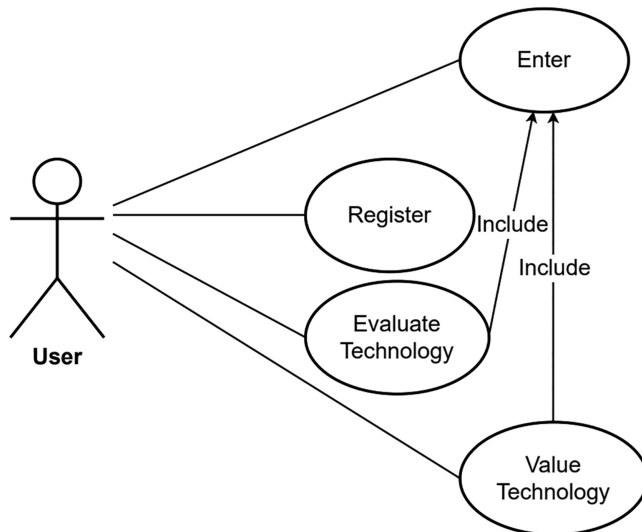 Enter
Register
Include
Include
Evaluate
Technology
User
Value
Technology